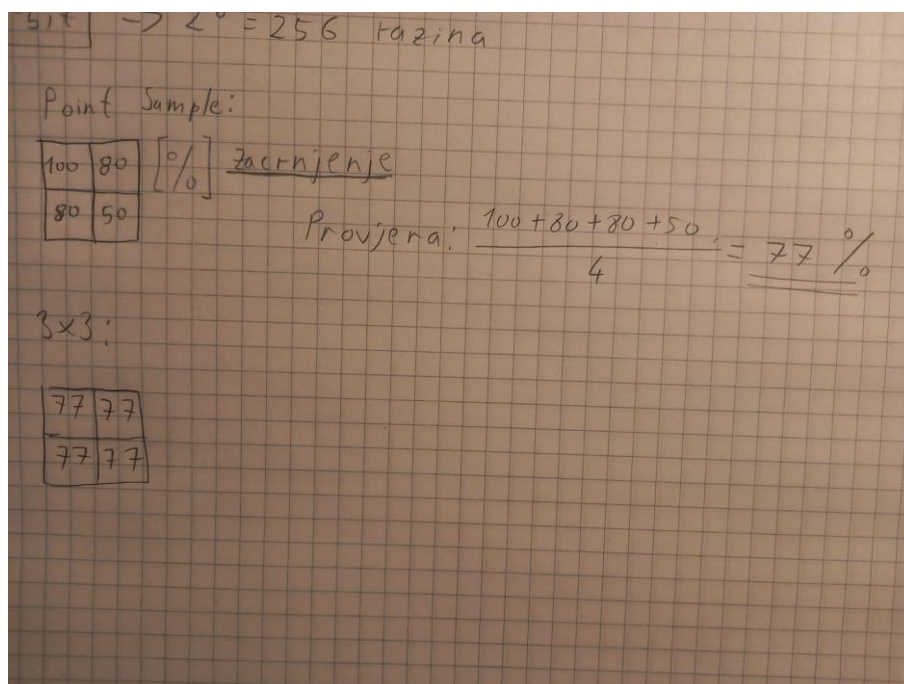 bit -> 2⁸ = 256 razina
Point Sample:
100 80 [%] Zacrnjenje
80 50
Provjera: 100+80+80+50 / 4 = 77 %
3x3:
77 77
77 77